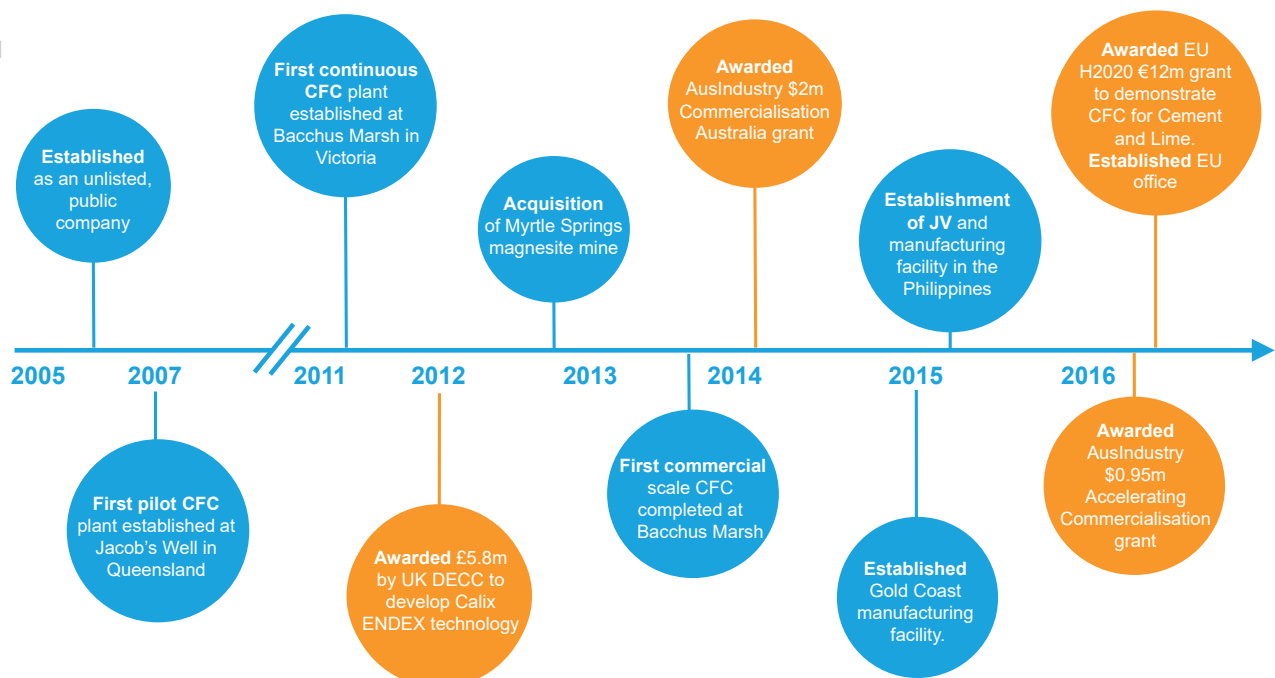 Established
as an unlisted,
public
company
First continuous
CFC plant
established at
Bacchus Marsh in
Victoria
Acquisition
of Myrtle Springs
magnesite mine
Awarded
AusIndustry $2m
Commercialisation
Australia grant
Establishment
of JV and
manufacturing
facility in the
Philippines
Awarded EU
H2020 €12m grant
to demonstrate
CFC for Cement
and Lime.
Established EU
office
2005
2007
2011
2012
2013
2014
2015
2016
First pilot CFC
plant established at
Jacob's Well in
Queensland
Awarded £5.8m
by UK DECC to
develop Calix
ENDEX technology
First commercial
scale CFC
completed at
Bacchus Marsh
Established
Gold Coast
manufacturing
facility.
Awarded
AusIndustry
$0.95m
Accelerating
Commercialisation
grant